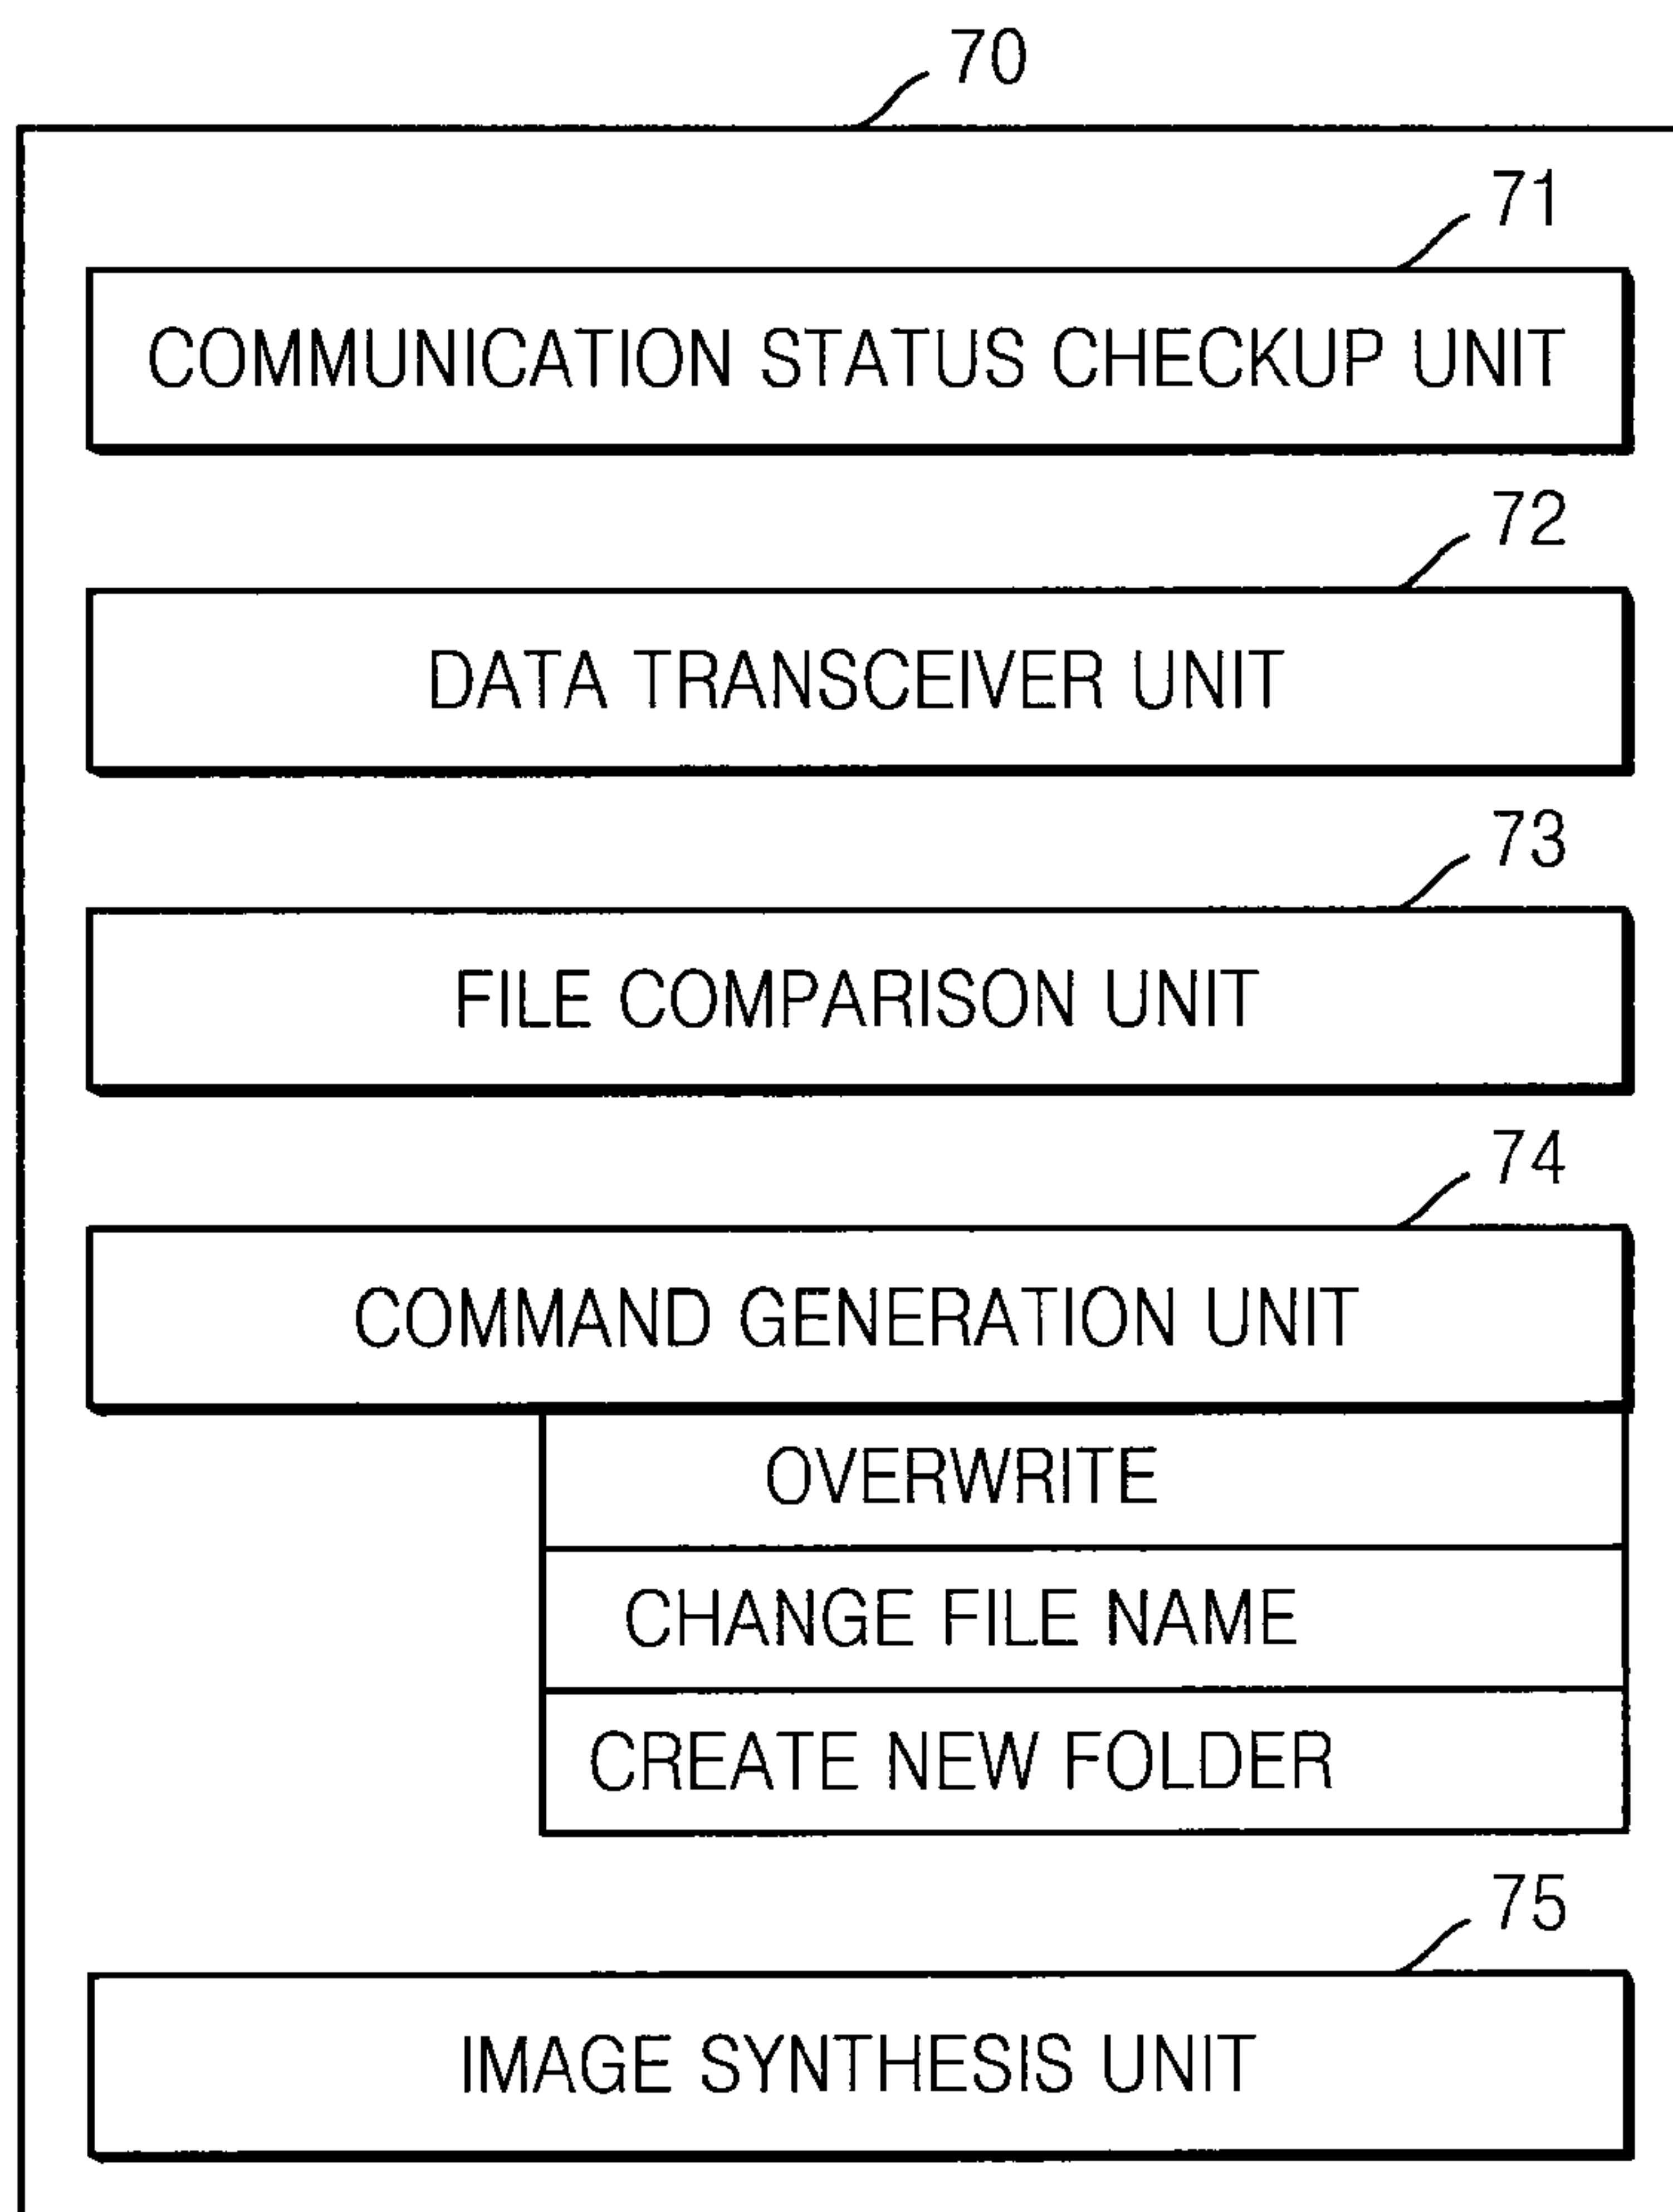 70
71
COMMUNICATION STATUS CHECKUP UNIT
72
DATA TRANSCEIVER UNIT
73
FILE COMPARISON UNIT
74
COMMAND GENERATION UNIT
OVERWRITE
CHANGE FILE NAME
CREATE NEW FOLDER
75
IMAGE SYNTHESIS UNIT